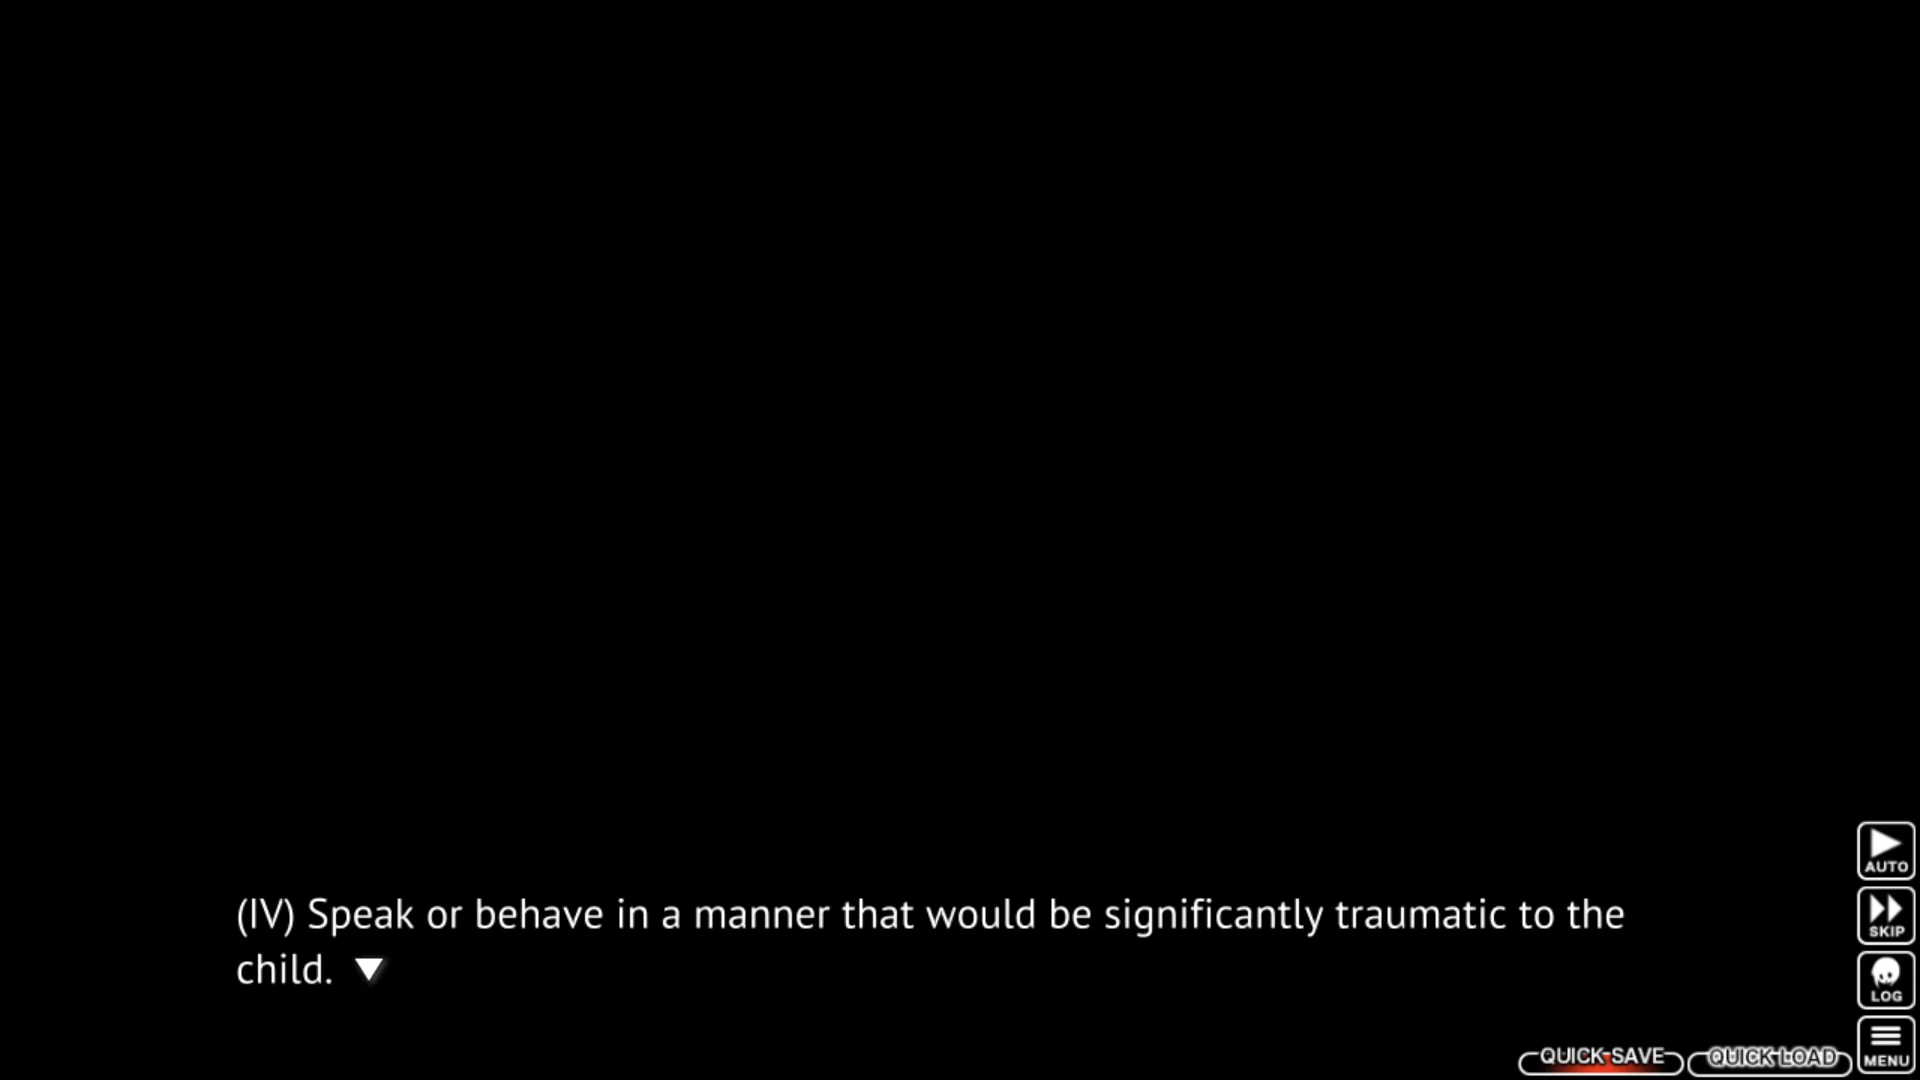 (IV) Speak or behave in a manner that would be significantly traumatic to the
child.
AUTO
SKIP
LOG
MENU
QUICK SAVE
QUICK LOAD